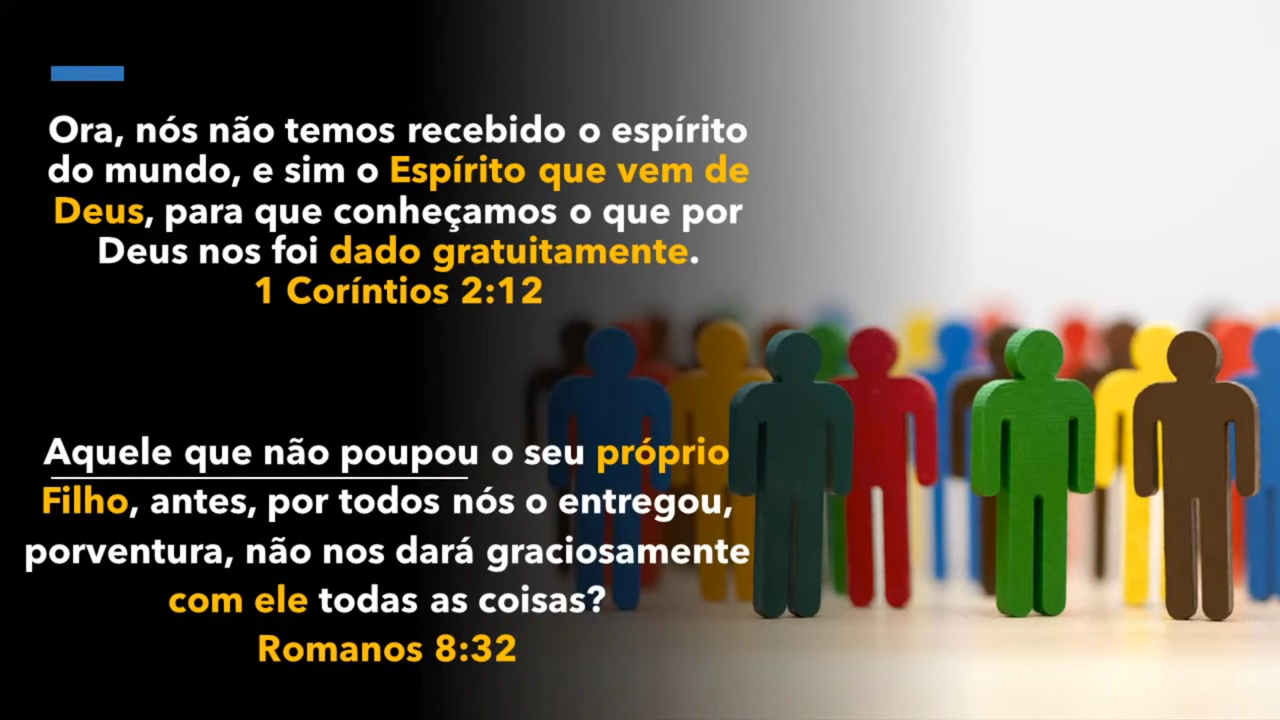 Ora, nós não temos recebido o espírito
do mundo, e sim o Espírito que vem de
Deus, para que conheçamos o que por
Deus nos foi dado gratuitamente.
1 Coríntios 2:12
Aquele que não poupou o seu próprio
Filho, antes, por todos nós o entregou,
porventura, não nos dará graciosamente
com ele todas as coisas?
Romanos 8:32